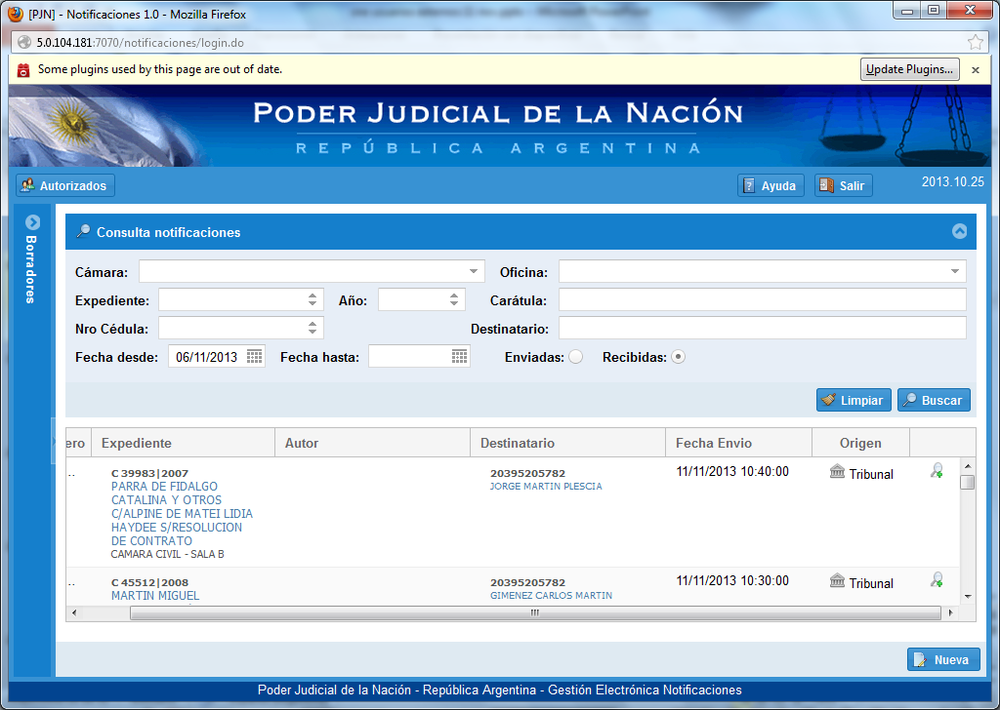 [PJN] - Notificaciones 1.0 - Mozilla Firefox
5.0.104.181:7070/notificaciones/login.do
Some plugins used by this page are out of date. Update Plugins...
PODER JUDICIAL DE LA NACIÓN
REPÚBLICA ARGENTINA
Autorizados Ayuda Salir 2013.10.25
Borradores
Consulta notificaciones
Cámara: Oficina:
Expediente: Año: Carátula:
Nro Cédula: Destinatario:
Fecha desde: 06/11/2013 Fecha hasta: Enviadas: Recibidas:
Limpiar Buscar
ero Expediente Autor Destinatario Fecha Envio Origen
.. C 39983|2007 20395205782 11/11/2013 10:40:00 Tribunal
PARRA DE FIDALGO JORGE MARTIN PLESCIA
CATALINA Y OTROS
C/ALPINE DE MATEI LIDIA
HAYDEE S/RESOLUCION
DE CONTRATO
CAMARA CIVIL - SALA B
.. C 45512|2008 20395205782 11/11/2013 10:30:00 Tribunal
MARTIN MIGUEL GIMENEZ CARLOS MARTIN
Nueva
Poder Judicial de la Nación - República Argentina - Gestión Electrónica Notificaciones